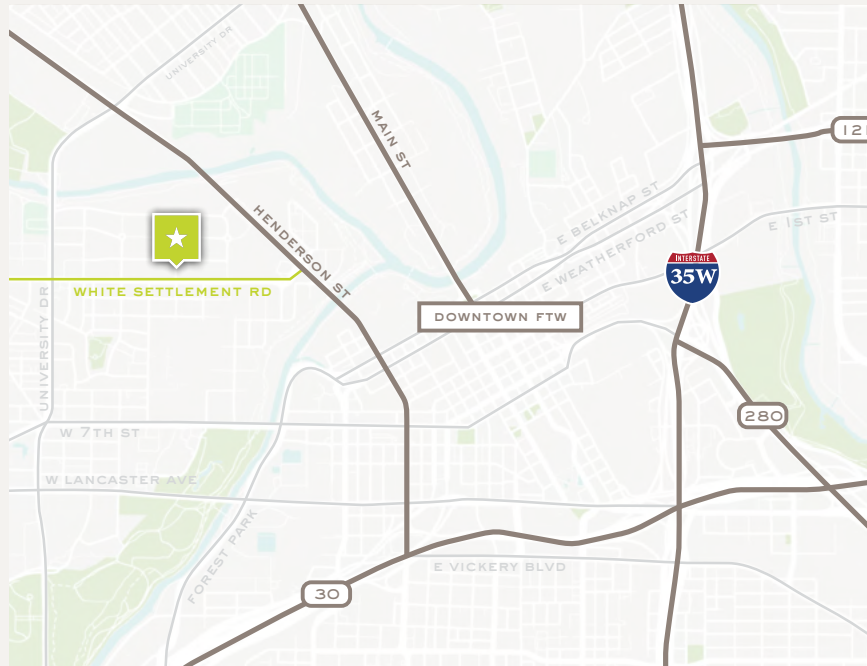 UNIVERSITY DR
MAIN ST
HENDERSON ST
E BELKNAP ST
E WEATHERFORD ST
E 1ST ST
INTERSTATE
35W
WHITE SETTLEMENT RD
DOWNTOWN FTW
UNIVERSITY DR
280
W 7TH ST
W LANCASTER AVE
FOREST PARK
E VICKERY BLVD
30